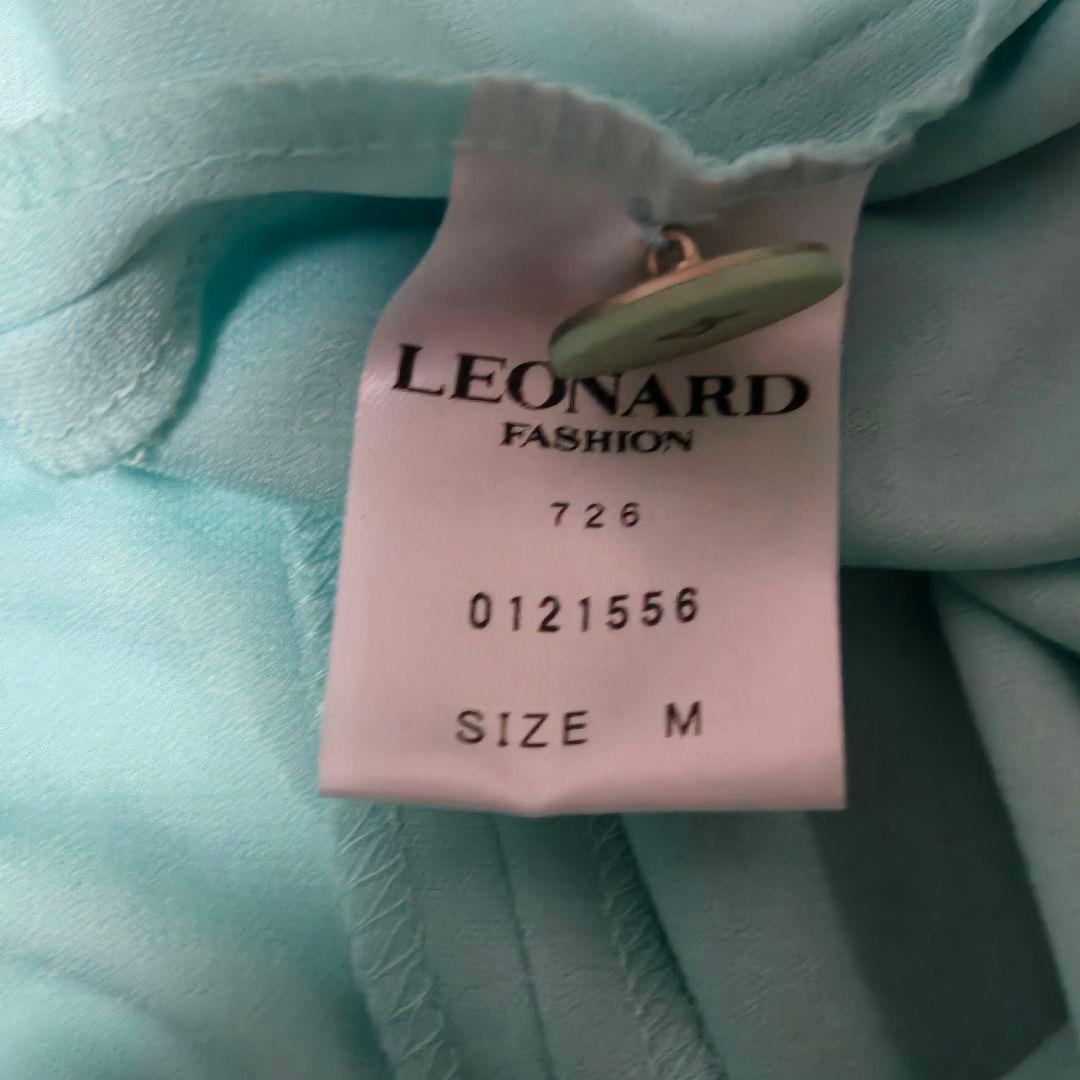 LEONARD
FASHION
726
0121556
SIZE M